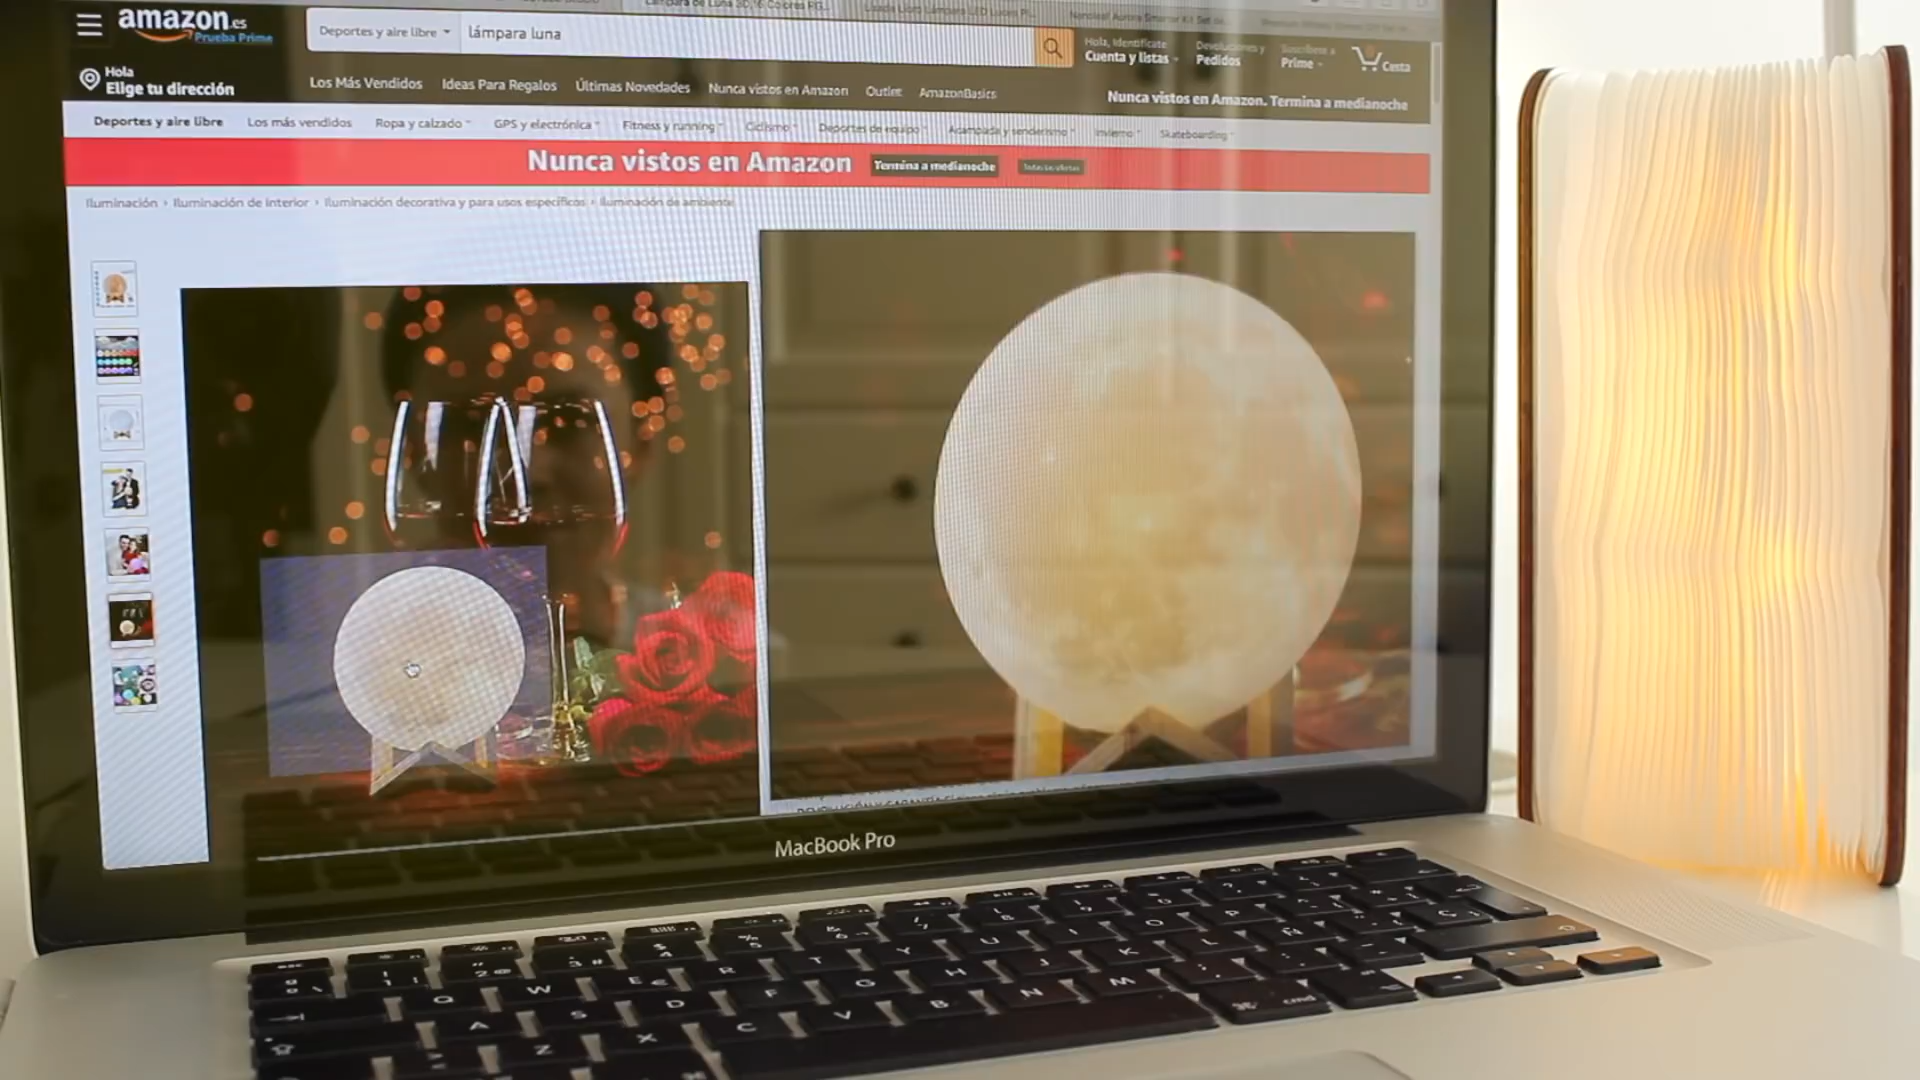 amazon.es
Prueba Prime
Deportes y aire libre
lámpara luna
Hola, Identifícate
Cuenta y listas
Devoluciones y
Pedidos
Suscríbete a
Prime
Cesta
Hola
Elige tu dirección
Los Más Vendidos
Ideas Para Regalos
Últimas Novedades
Nunca vistos en Amazon
Outlet
AmazonBasics
Nunca vistos en Amazon. Termina a medianoche
Deportes y aire libre
Los más vendidos
Ropa y calzado
GPS y electrónica
Fitness y running
Ciclismo
Deportes de equipo
Acampada y senderismo
Invierno
Skateboarding
Nunca vistos en Amazon
Termina a medianoche
Iluminación › Iluminación de interior › Iluminación decorativa y para usos específicos › Iluminación de ambiente
MacBook Pro
Q W E R T Y U I O P
A S D F G H J K L Ñ
Z X C V B N M
cmd